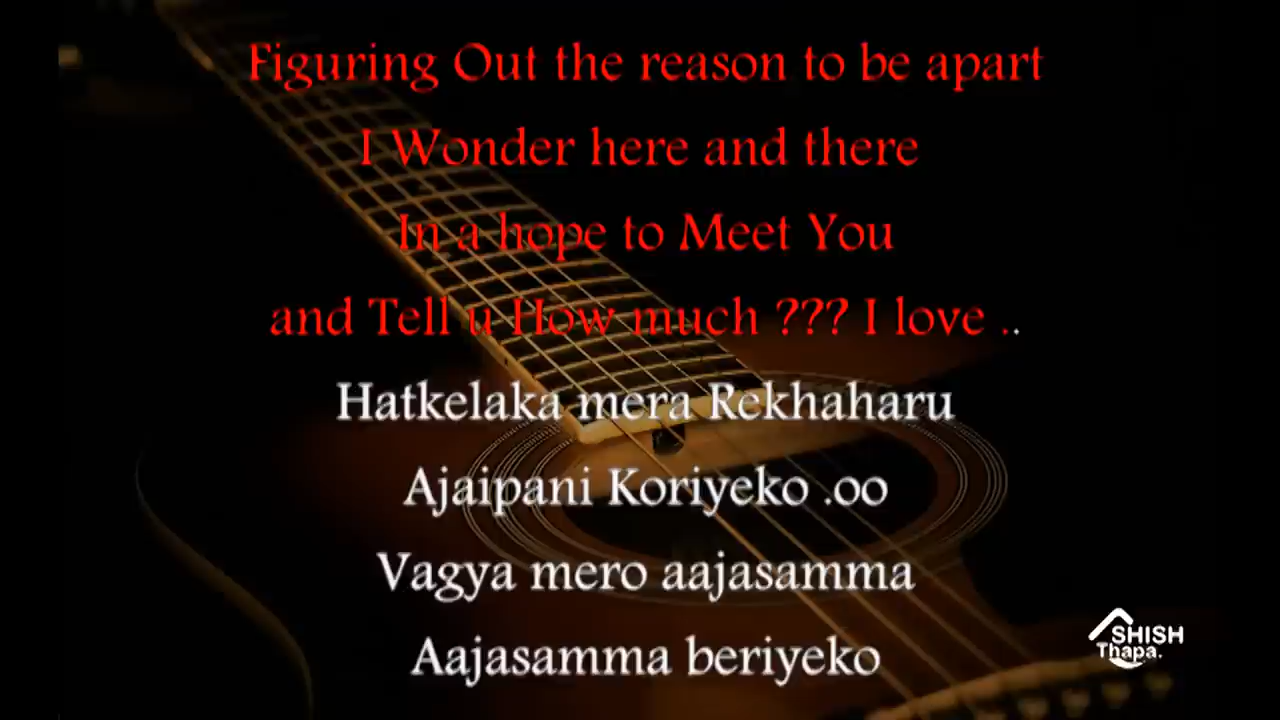 Figuring Out the reason to be apart
I Wonder here and there
In a hope to Meet You
and Tell u How much ??? I love ..
Hatkelaka mera Rekhaharu
Ajaipani Koriyeko .oo
Vagya mero aajasamma
Aajasamma beriyeko
ASHISH
Thapa.